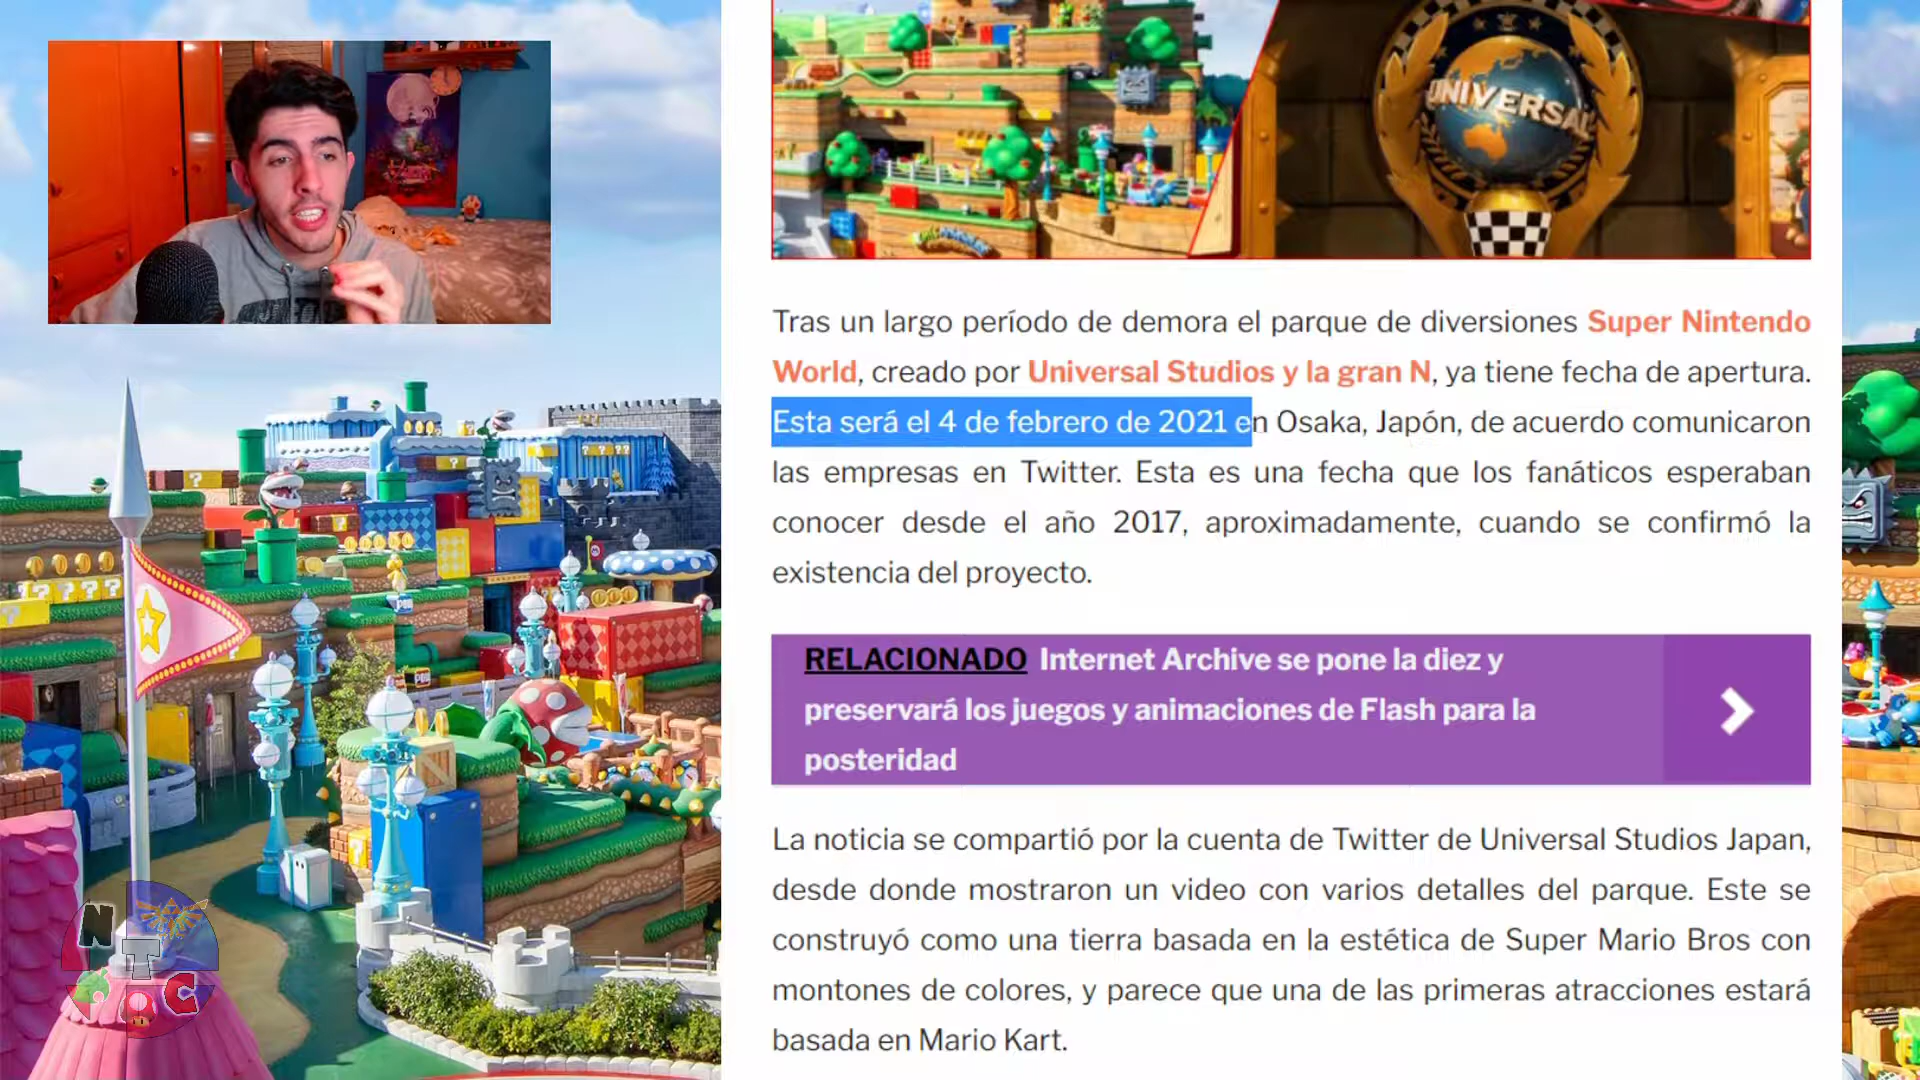 UNIVERSAL
Tras un largo período de demora el parque de diversiones Super Nintendo
World, creado por Universal Studios y la gran N, ya tiene fecha de apertura.
Esta será el 4 de febrero de 2021 en Osaka, Japón, de acuerdo comunicaron
las empresas en Twitter. Esta es una fecha que los fanáticos esperaban
conocer desde el año 2017, aproximadamente, cuando se confirmó la
existencia del proyecto.
RELACIONADO Internet Archive se pone la diez y
preservará los juegos y animaciones de Flash para la
posteridad
La noticia se compartió por la cuenta de Twitter de Universal Studios Japan,
desde donde mostraron un video con varios detalles del parque. Este se
construyó como una tierra basada en la estética de Super Mario Bros con
montones de colores, y parece que una de las primeras atracciones estará
basada en Mario Kart.
N
T
C